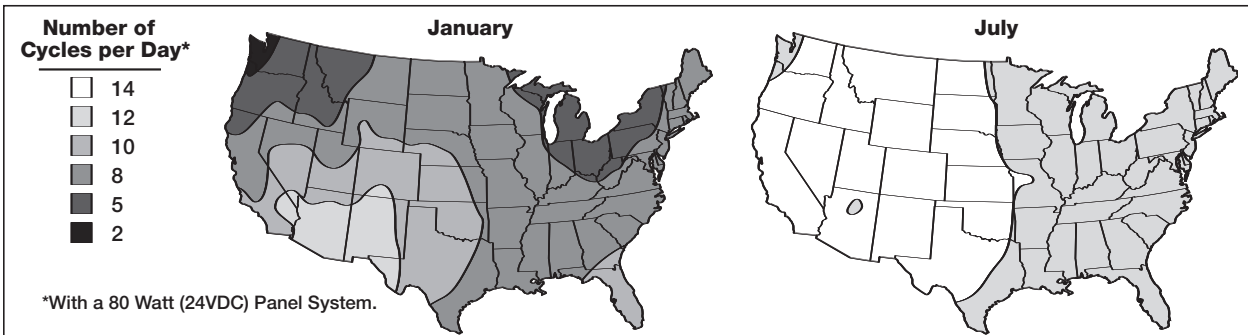 Number of
Cycles per Day*
14
12
10
8
5
2
January
July
*With a 80 Watt (24VDC) Panel System.